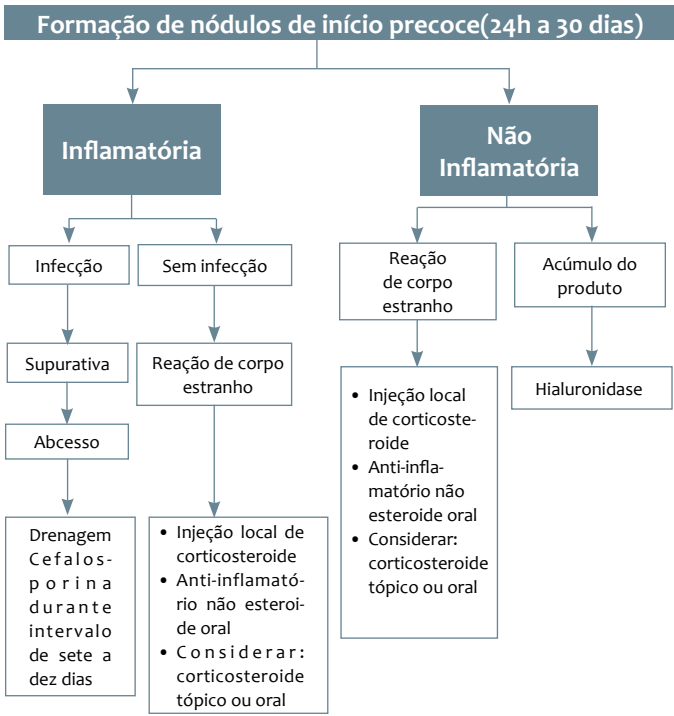 Formação de nódulos de início precoce(24h a 30 dias)
Inflamatória
Não
Inflamatória
Infecção
Sem infecção
Reação
de corpo
estranho
Acúmulo do
produto
Supurativa
Reação de corpo
estranho
Hialuronidase
Abcesso
• Injeção local
de corticoste-
roide
• Anti-infla-
matório não
esteroide oral
• Considerar:
corticosteroide
tópico ou oral
Drenagem
Cefalos-
porina
durante
intervalo
de sete a
dez dias
• Injeção local de
corticosteroide
• Anti-inflamató-
rio não esteroi-
de oral
• Considerar:
corticosteroide
tópico ou oral